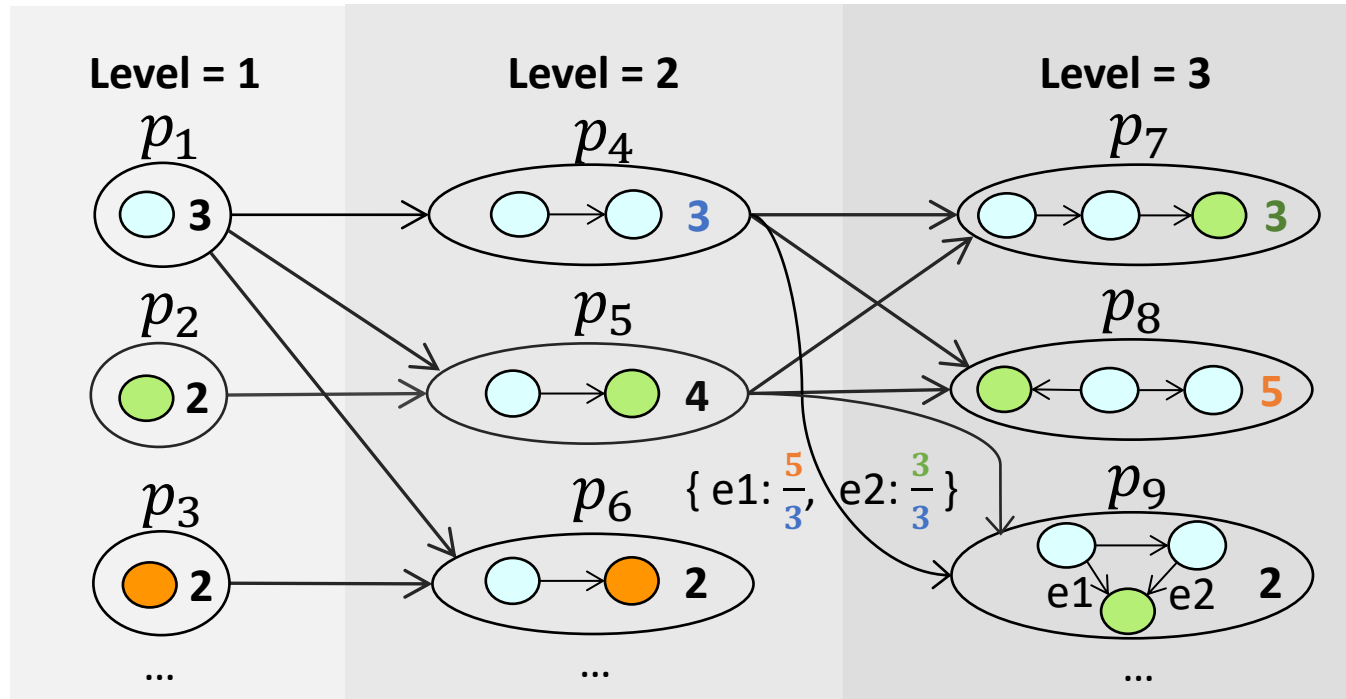 Level = 1
Level = 2
Level = 3
p₁
p₄
p₇
3
3
3
p₂
p₅
p₈
2
4
5
{ e1: 5/3, e2: 3/3 }
p₃
p₆
p₉
2
2
e1
e2
2
...
...
...